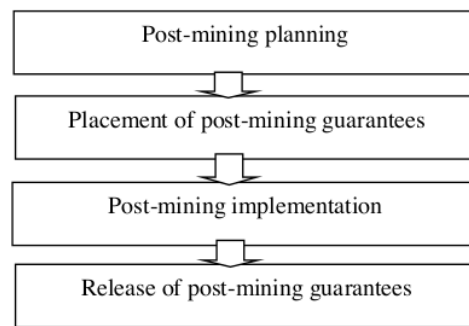 Post-mining planning
Placement of post-mining guarantees
Post-mining implementation
Release of post-mining guarantees